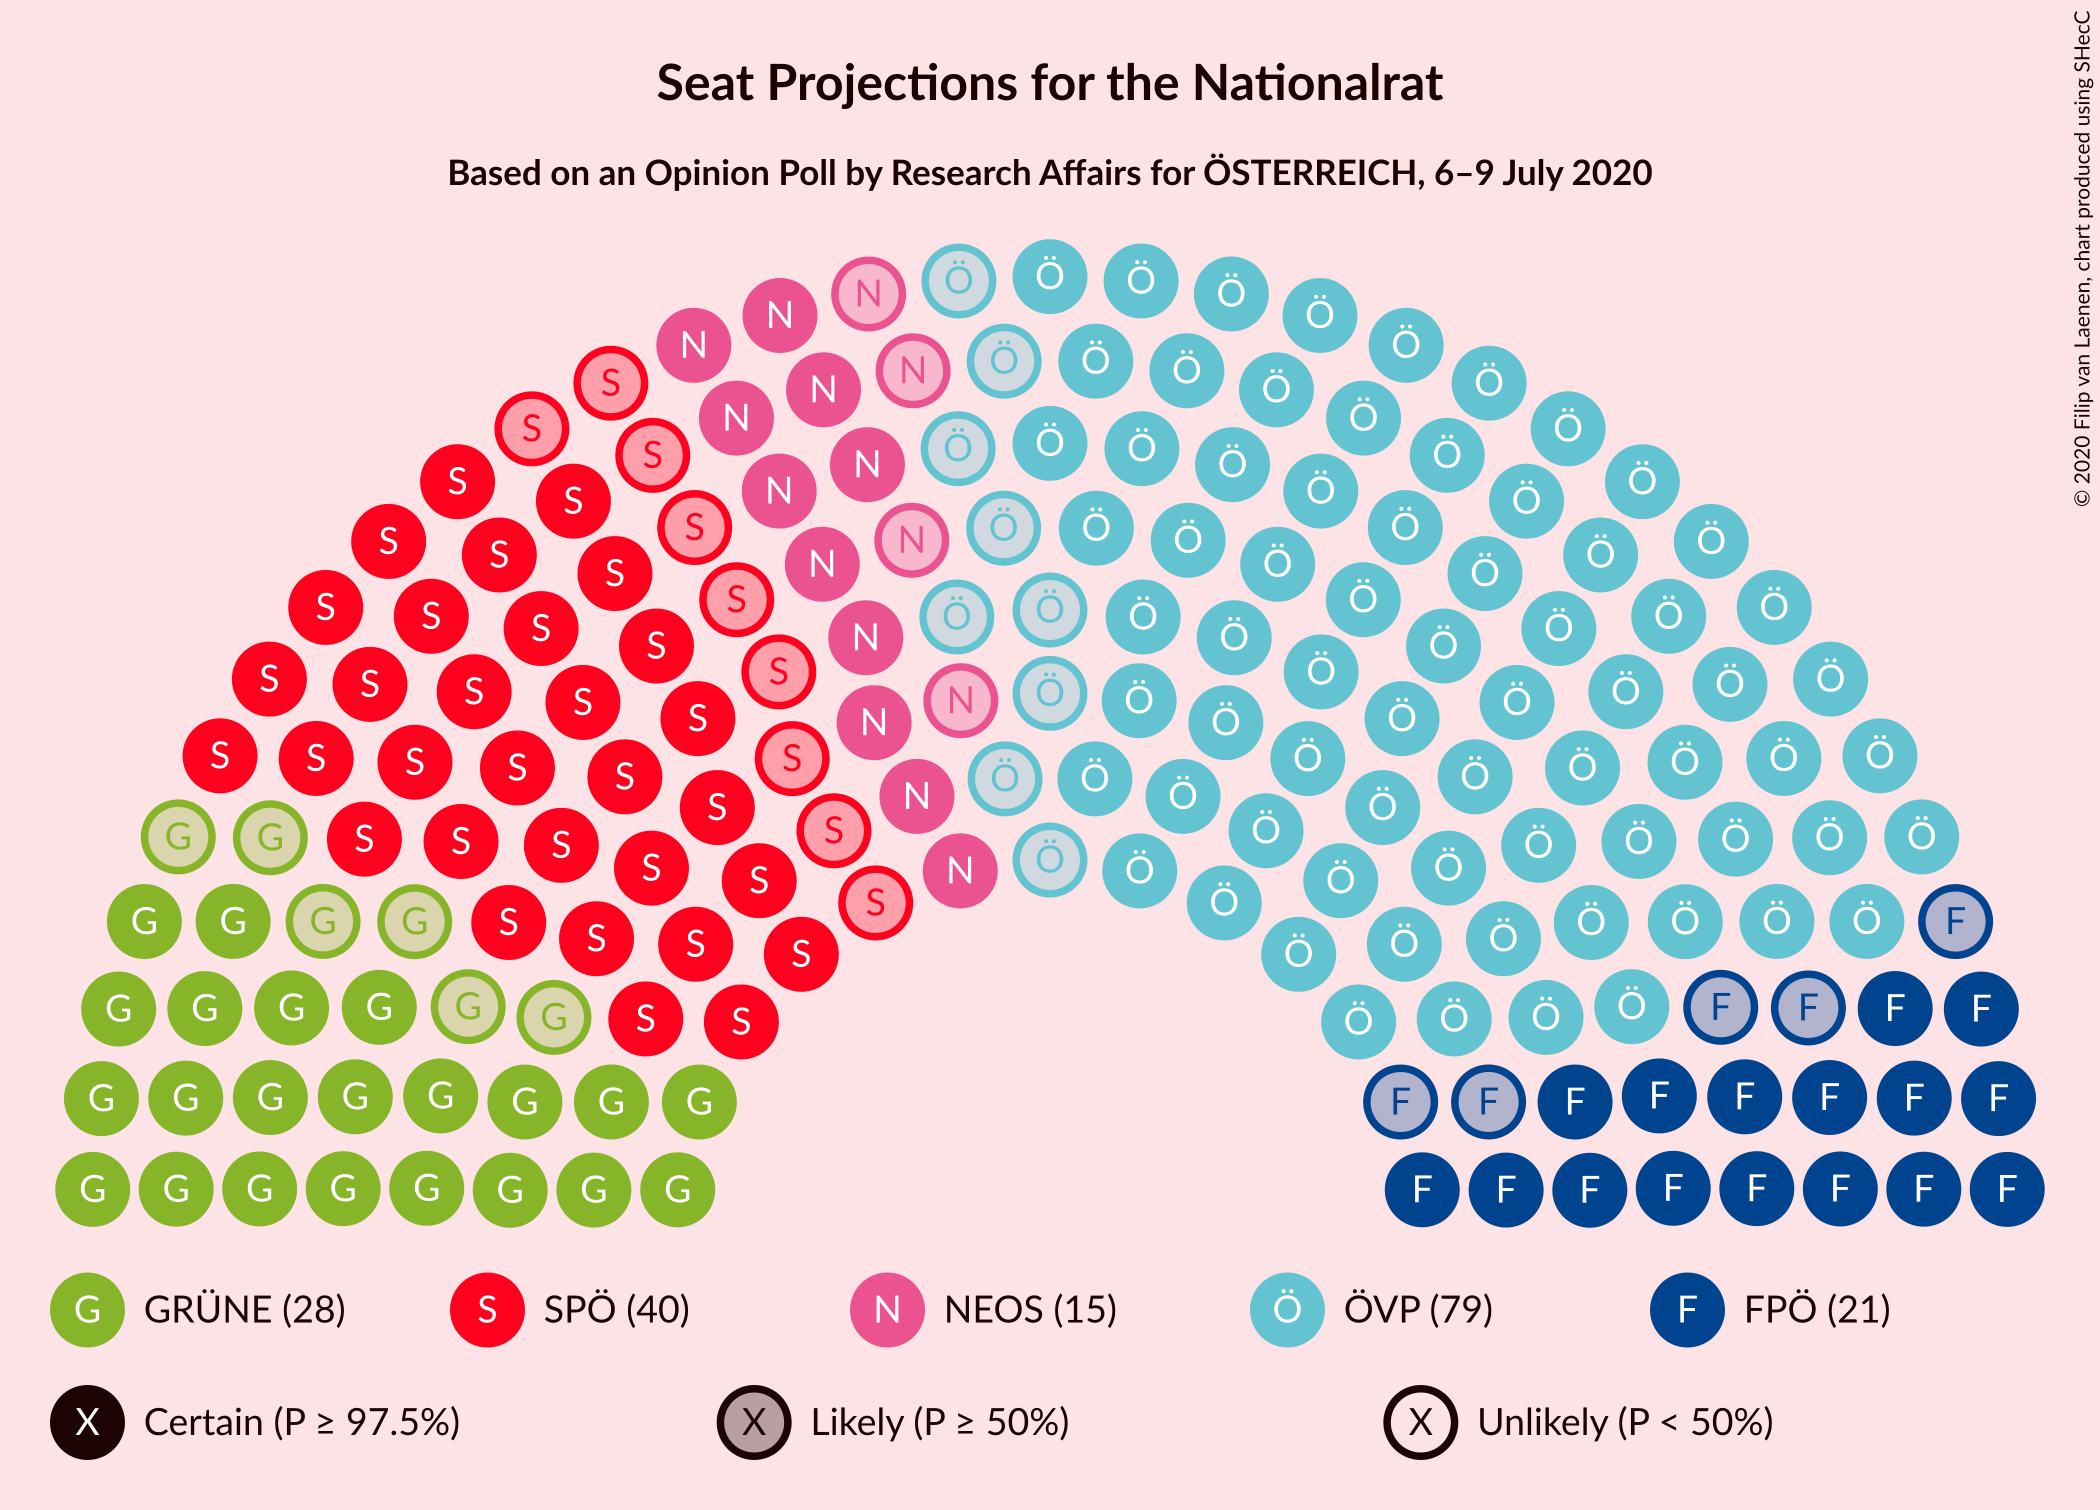 Seat Projections for the Nationalrat
Based on an Opinion Poll by Research Affairs for ÖSTERREICH, 6–9 July 2020
© 2020 Filip van Laenen, chart produced using SHecC
N N N Ö Ö Ö Ö Ö Ö
G GRÜNE (28) S SPÖ (40) N NEOS (15) Ö ÖVP (79) F FPÖ (21)
X Certain (P ≥ 97.5%) X Likely (P ≥ 50%) X Unlikely (P < 50%)